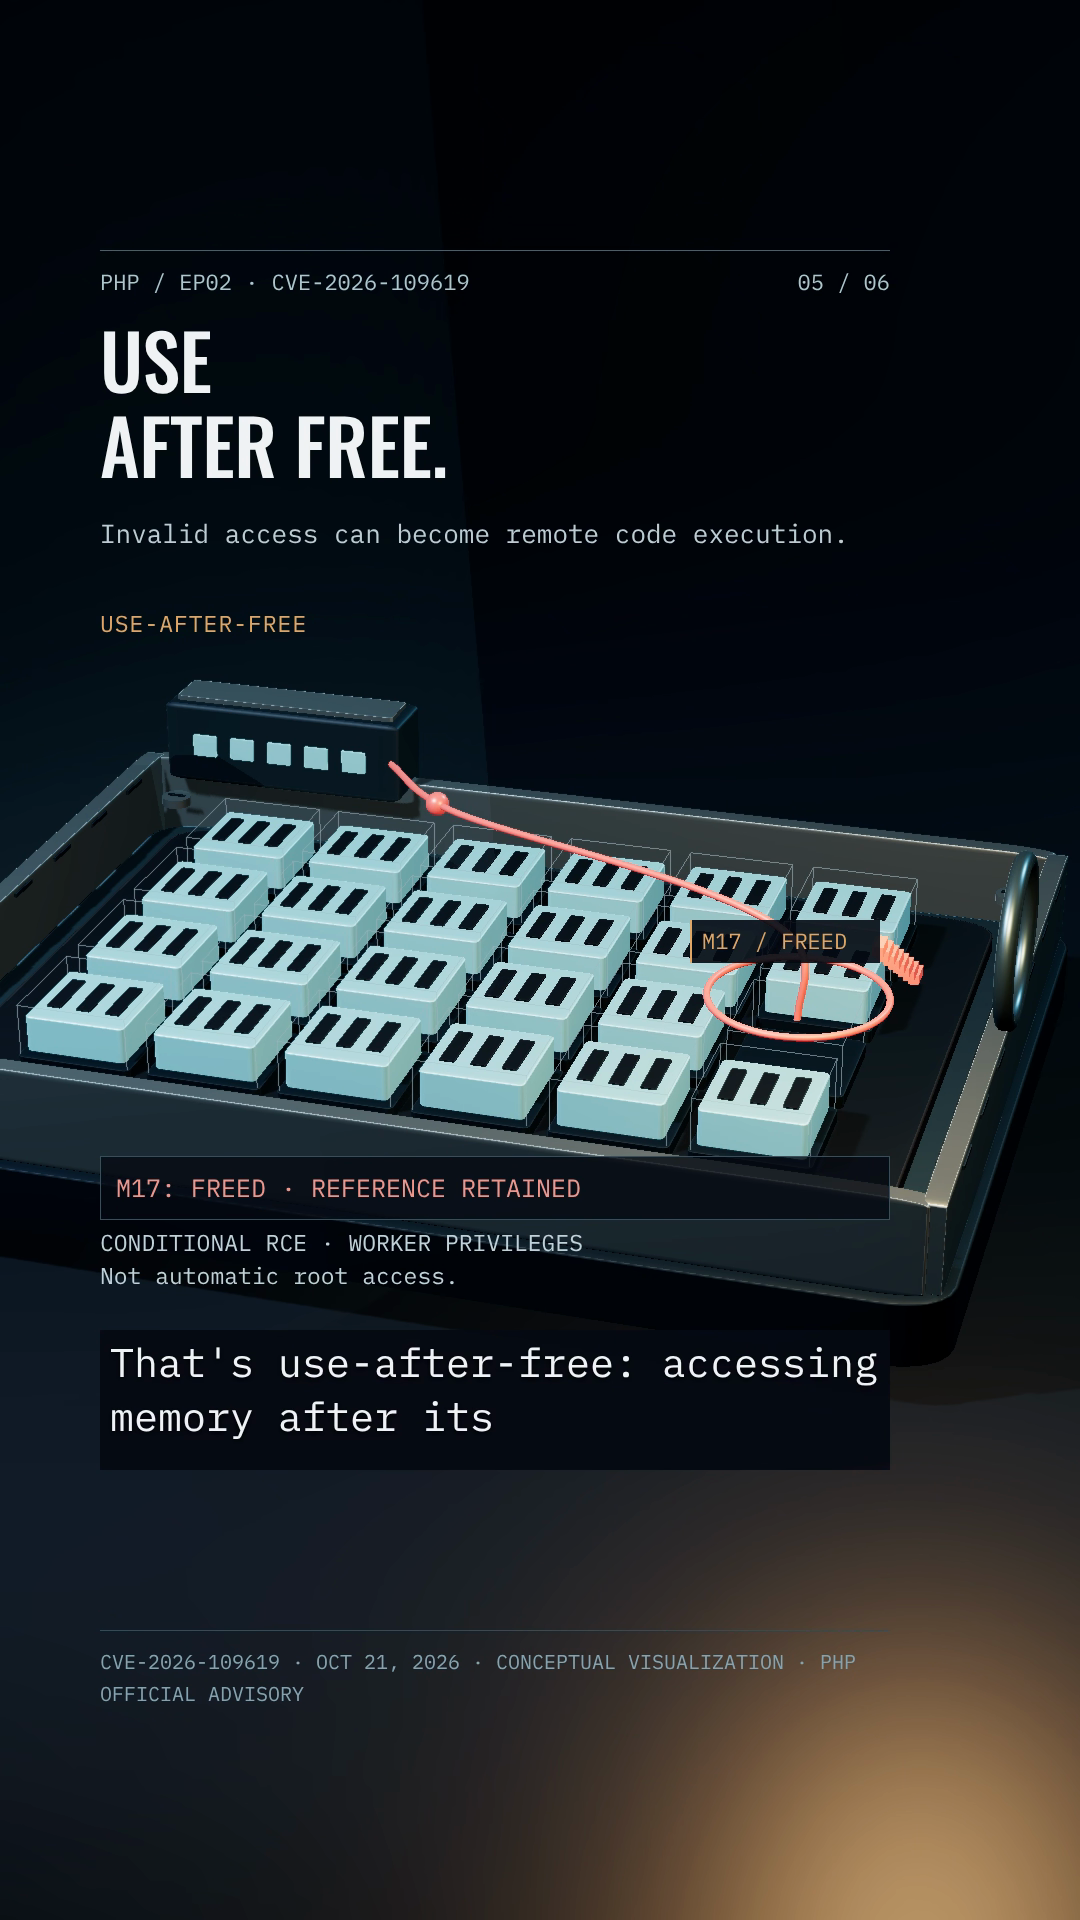 PHP / EP02 · CVE-2026-109619 05 / 06
USE
AFTER FREE.
Invalid access can become remote code execution.
USE-AFTER-FREE
M17 / FREED
M17: FREED · REFERENCE RETAINED
CONDITIONAL RCE · WORKER PRIVILEGES
Not automatic root access.
That's use-after-free: accessing
memory after its
CVE-2026-109619 · OCT 21, 2026 · CONCEPTUAL VISUALIZATION · PHP
OFFICIAL ADVISORY